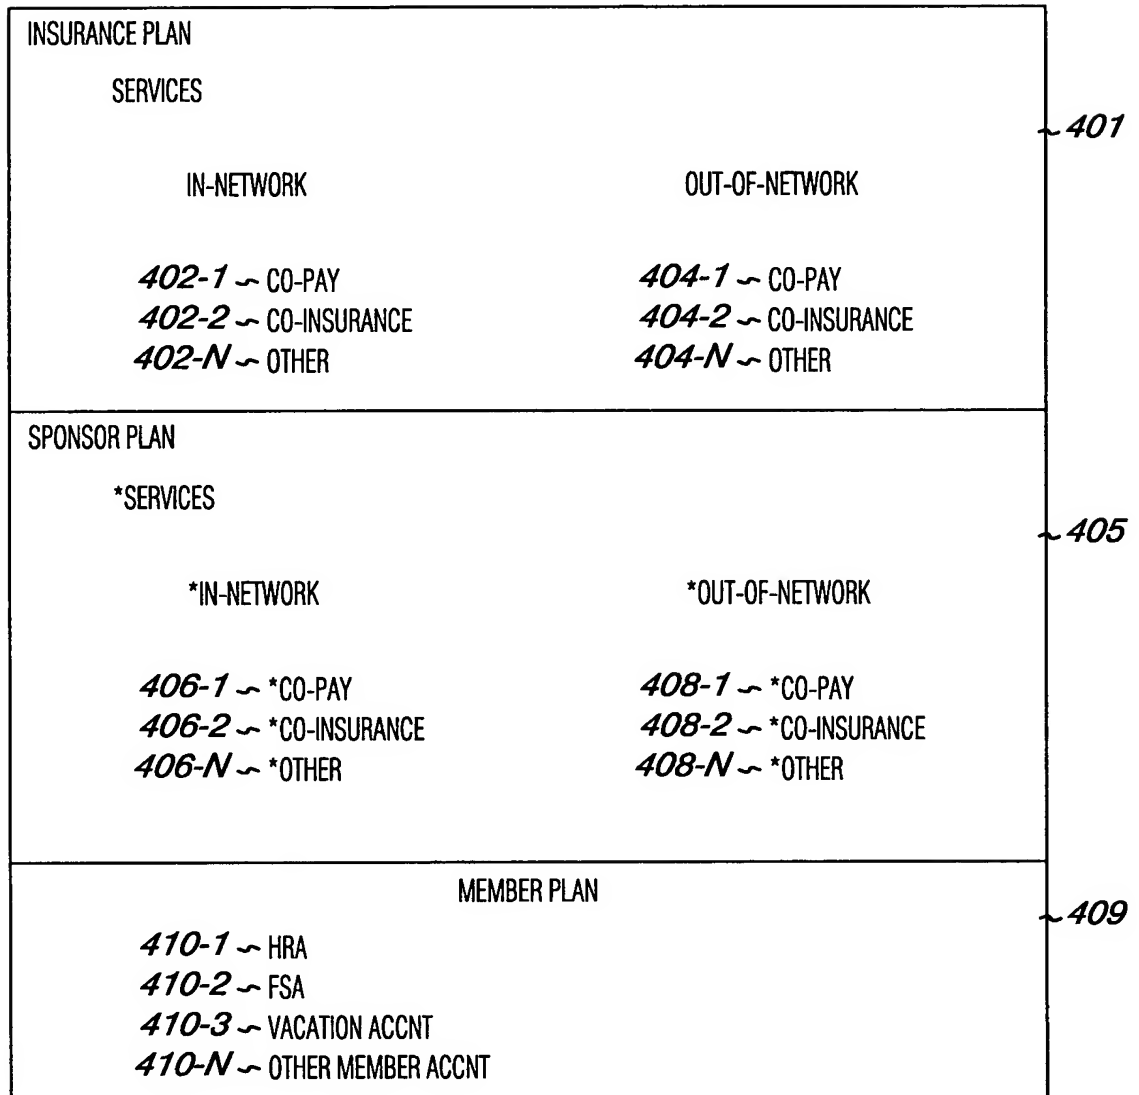 INSURANCE PLAN
SERVICES
401
IN-NETWORK OUT-OF-NETWORK
402-1 ~ CO-PAY 404-1 ~ CO-PAY
402-2 ~ CO-INSURANCE 404-2 ~ CO-INSURANCE
402-N ~ OTHER 404-N ~ OTHER
SPONSOR PLAN
*SERVICES
405
*IN-NETWORK *OUT-OF-NETWORK
406-1 ~ *CO-PAY 408-1 ~ *CO-PAY
406-2 ~ *CO-INSURANCE 408-2 ~ *CO-INSURANCE
406-N ~ *OTHER 408-N ~ *OTHER
MEMBER PLAN
409
410-1 ~ HRA
410-2 ~ FSA
410-3 ~ VACATION ACCNT
410-N ~ OTHER MEMBER ACCNT